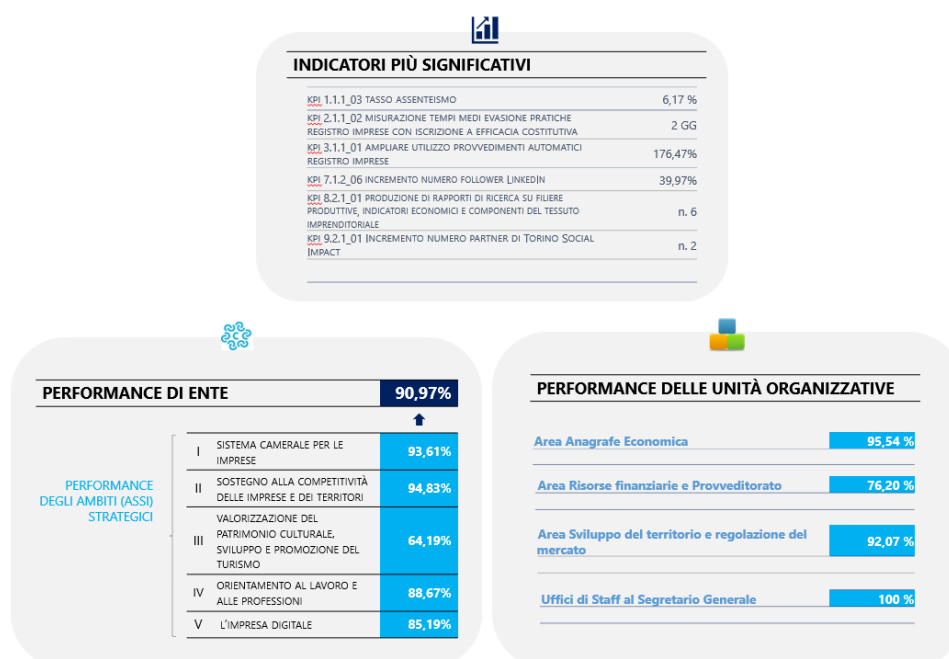 INDICATORI PIÙ SIGNIFICATIVI
KPI 1.1.1_03 TASSO ASSENTEISMO 6,17 %
KPI 2.1.1_02 MISURAZIONE TEMPI MEDI EVASIONE PRATICHE
REGISTRO IMPRESE CON ISCRIZIONE A EFFICACIA COSTITUTIVA 2 GG
KPI 3.1.1_01 AMPLIARE UTILIZZO PROVVEDIMENTI AUTOMATICI
REGISTRO IMPRESE 176,47%
KPI 7.1.2_06 INCREMENTO NUMERO FOLLOWER LINKEDIN 39,97%
KPI 8.2.1_01 PRODUZIONE DI RAPPORTI DI RICERCA SU FILIERE
PRODUTTIVE, INDICATORI ECONOMICI E COMPONENTI DEL TESSUTO
IMPRENDITORIALE n. 6
KPI 9.2.1_01 INCREMENTO NUMERO PARTNER DI TORINO SOCIAL
IMPACT n. 2
PERFORMANCE DI ENTE 90,97%
PERFORMANCE
DEGLI AMBITI (ASSI)
STRATEGICI
I SISTEMA CAMERALE PER LE
IMPRESE 93,61%
II SOSTEGNO ALLA COMPETITIVITÀ
DELLE IMPRESE E DEI TERRITORI 94,83%
III VALORIZZAZIONE DEL
PATRIMONIO CULTURALE,
SVILUPPO E PROMOZIONE DEL
TURISMO 64,19%
IV ORIENTAMENTO AL LAVORO E
ALLE PROFESSIONI 88,67%
V L'IMPRESA DIGITALE 85,19%
PERFORMANCE DELLE UNITÀ ORGANIZZATIVE
Area Anagrafe Economica 95,54 %
Area Risorse finanziarie e Provveditorato 76,20 %
Area Sviluppo del territorio e regolazione del
mercato 92,07 %
Uffici di Staff al Segretario Generale 100 %